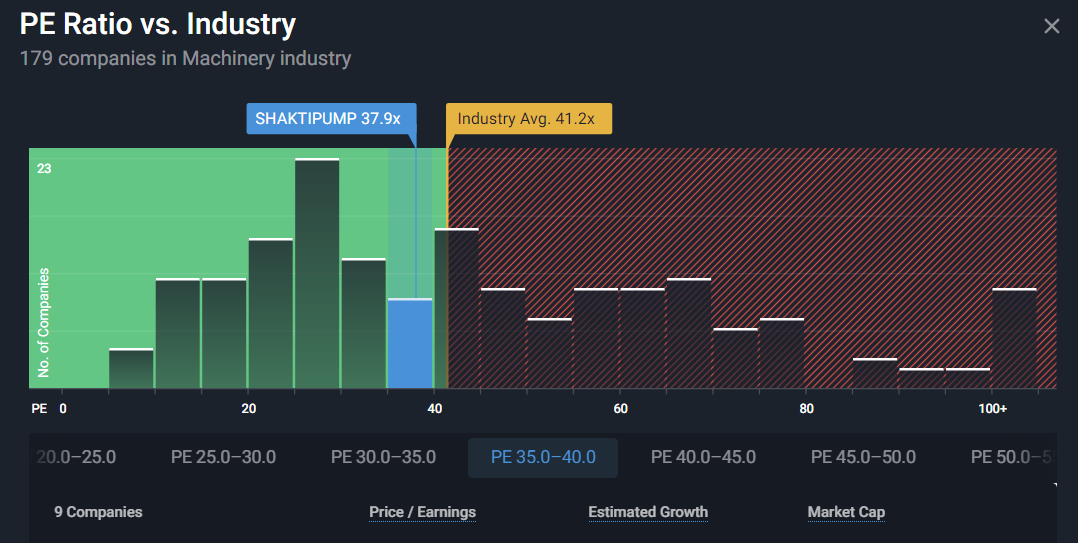 PE Ratio vs. Industry
179 companies in Machinery industry
SHAKTIPUMP 37.9x
Industry Avg. 41.2x
23
No. of Companies
PE 0 20 40 60 80 100+
20.0–25.0 PE 25.0–30.0 PE 30.0–35.0 PE 35.0–40.0 PE 40.0–45.0 PE 45.0–50.0 PE 50.0–5
9 Companies Price / Earnings Estimated Growth Market Cap